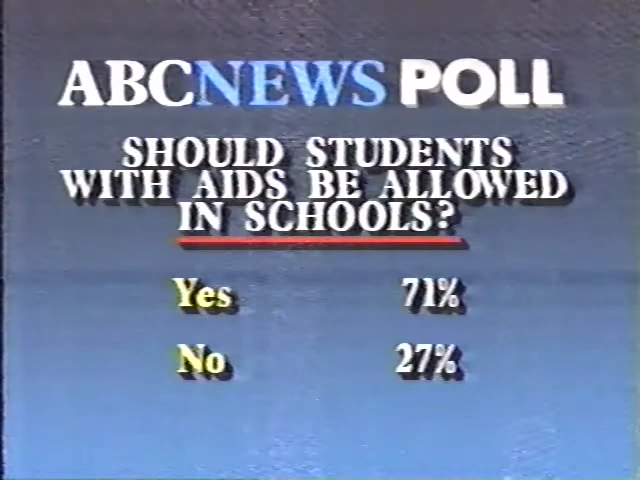 ABCNEWS POLL
SHOULD STUDENTS
WITH AIDS BE ALLOWED
IN SCHOOLS?
Yes 71%
No 27%